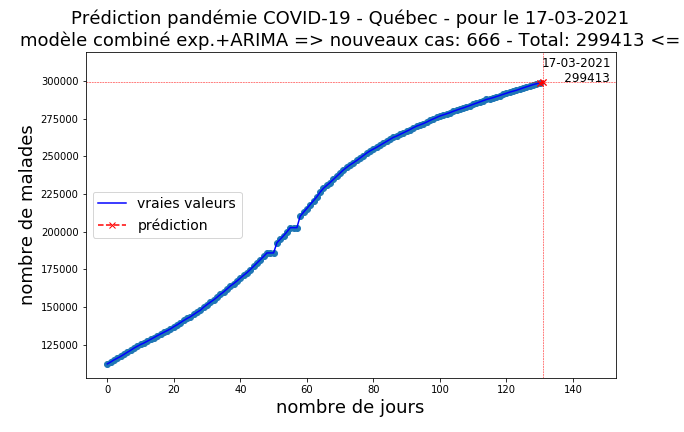 Prédiction pandémie COVID-19 - Québec - pour le 17-03-2021
modèle combiné exp.+ARIMA => nouveaux cas: 666 - Total: 299413 <=
17-03-2021
299413
300000
275000
250000
225000
200000
175000
150000
125000
nombre de malades
vraies valeurs
prédiction
0 20 40 60 80 100 120 140
nombre de jours